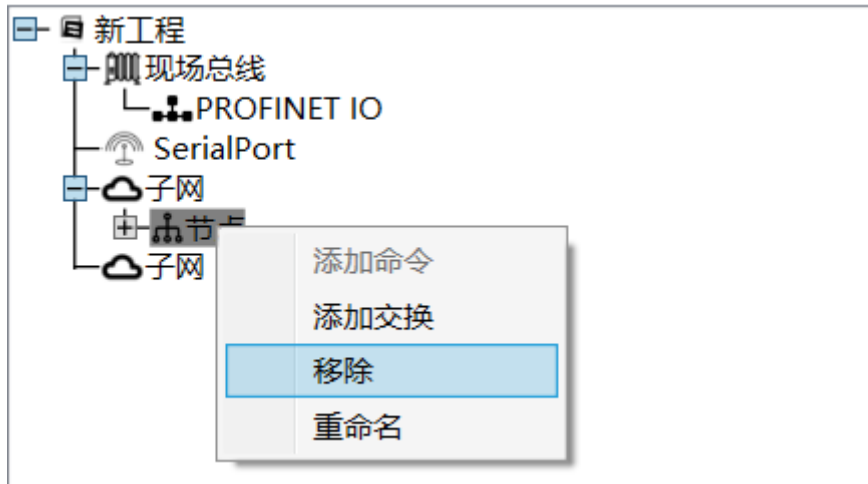 新工程
现场总线
PROFINET IO
SerialPort
子网
节点
子网
添加命令
添加交换
移除
重命名